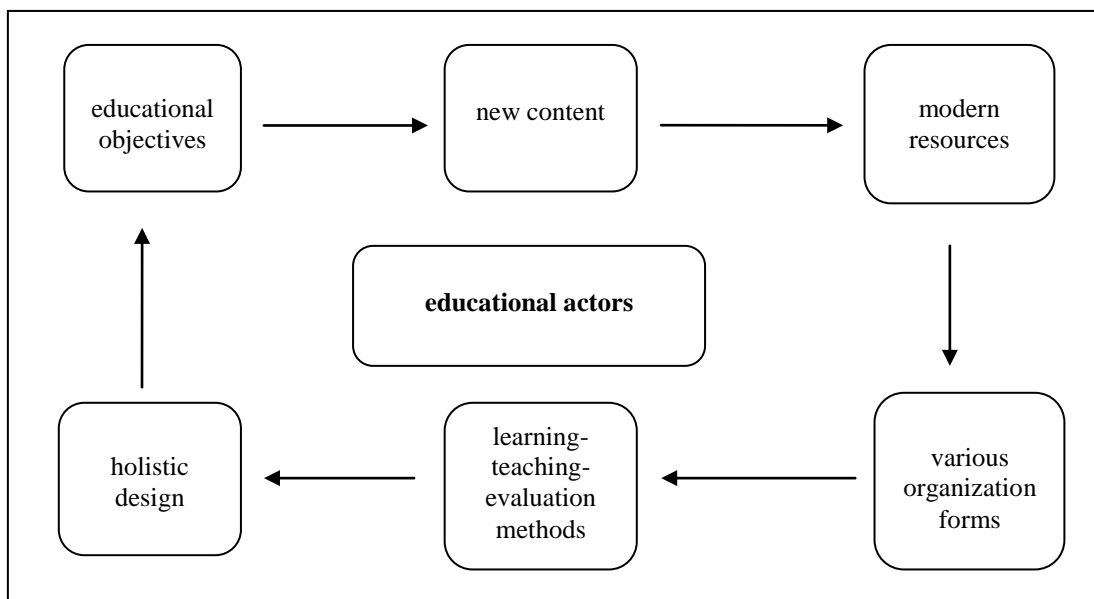 educational
objectives
new content
modern
resources
educational actors
holistic
design
learning-
teaching-
evaluation
methods
various
organization
forms